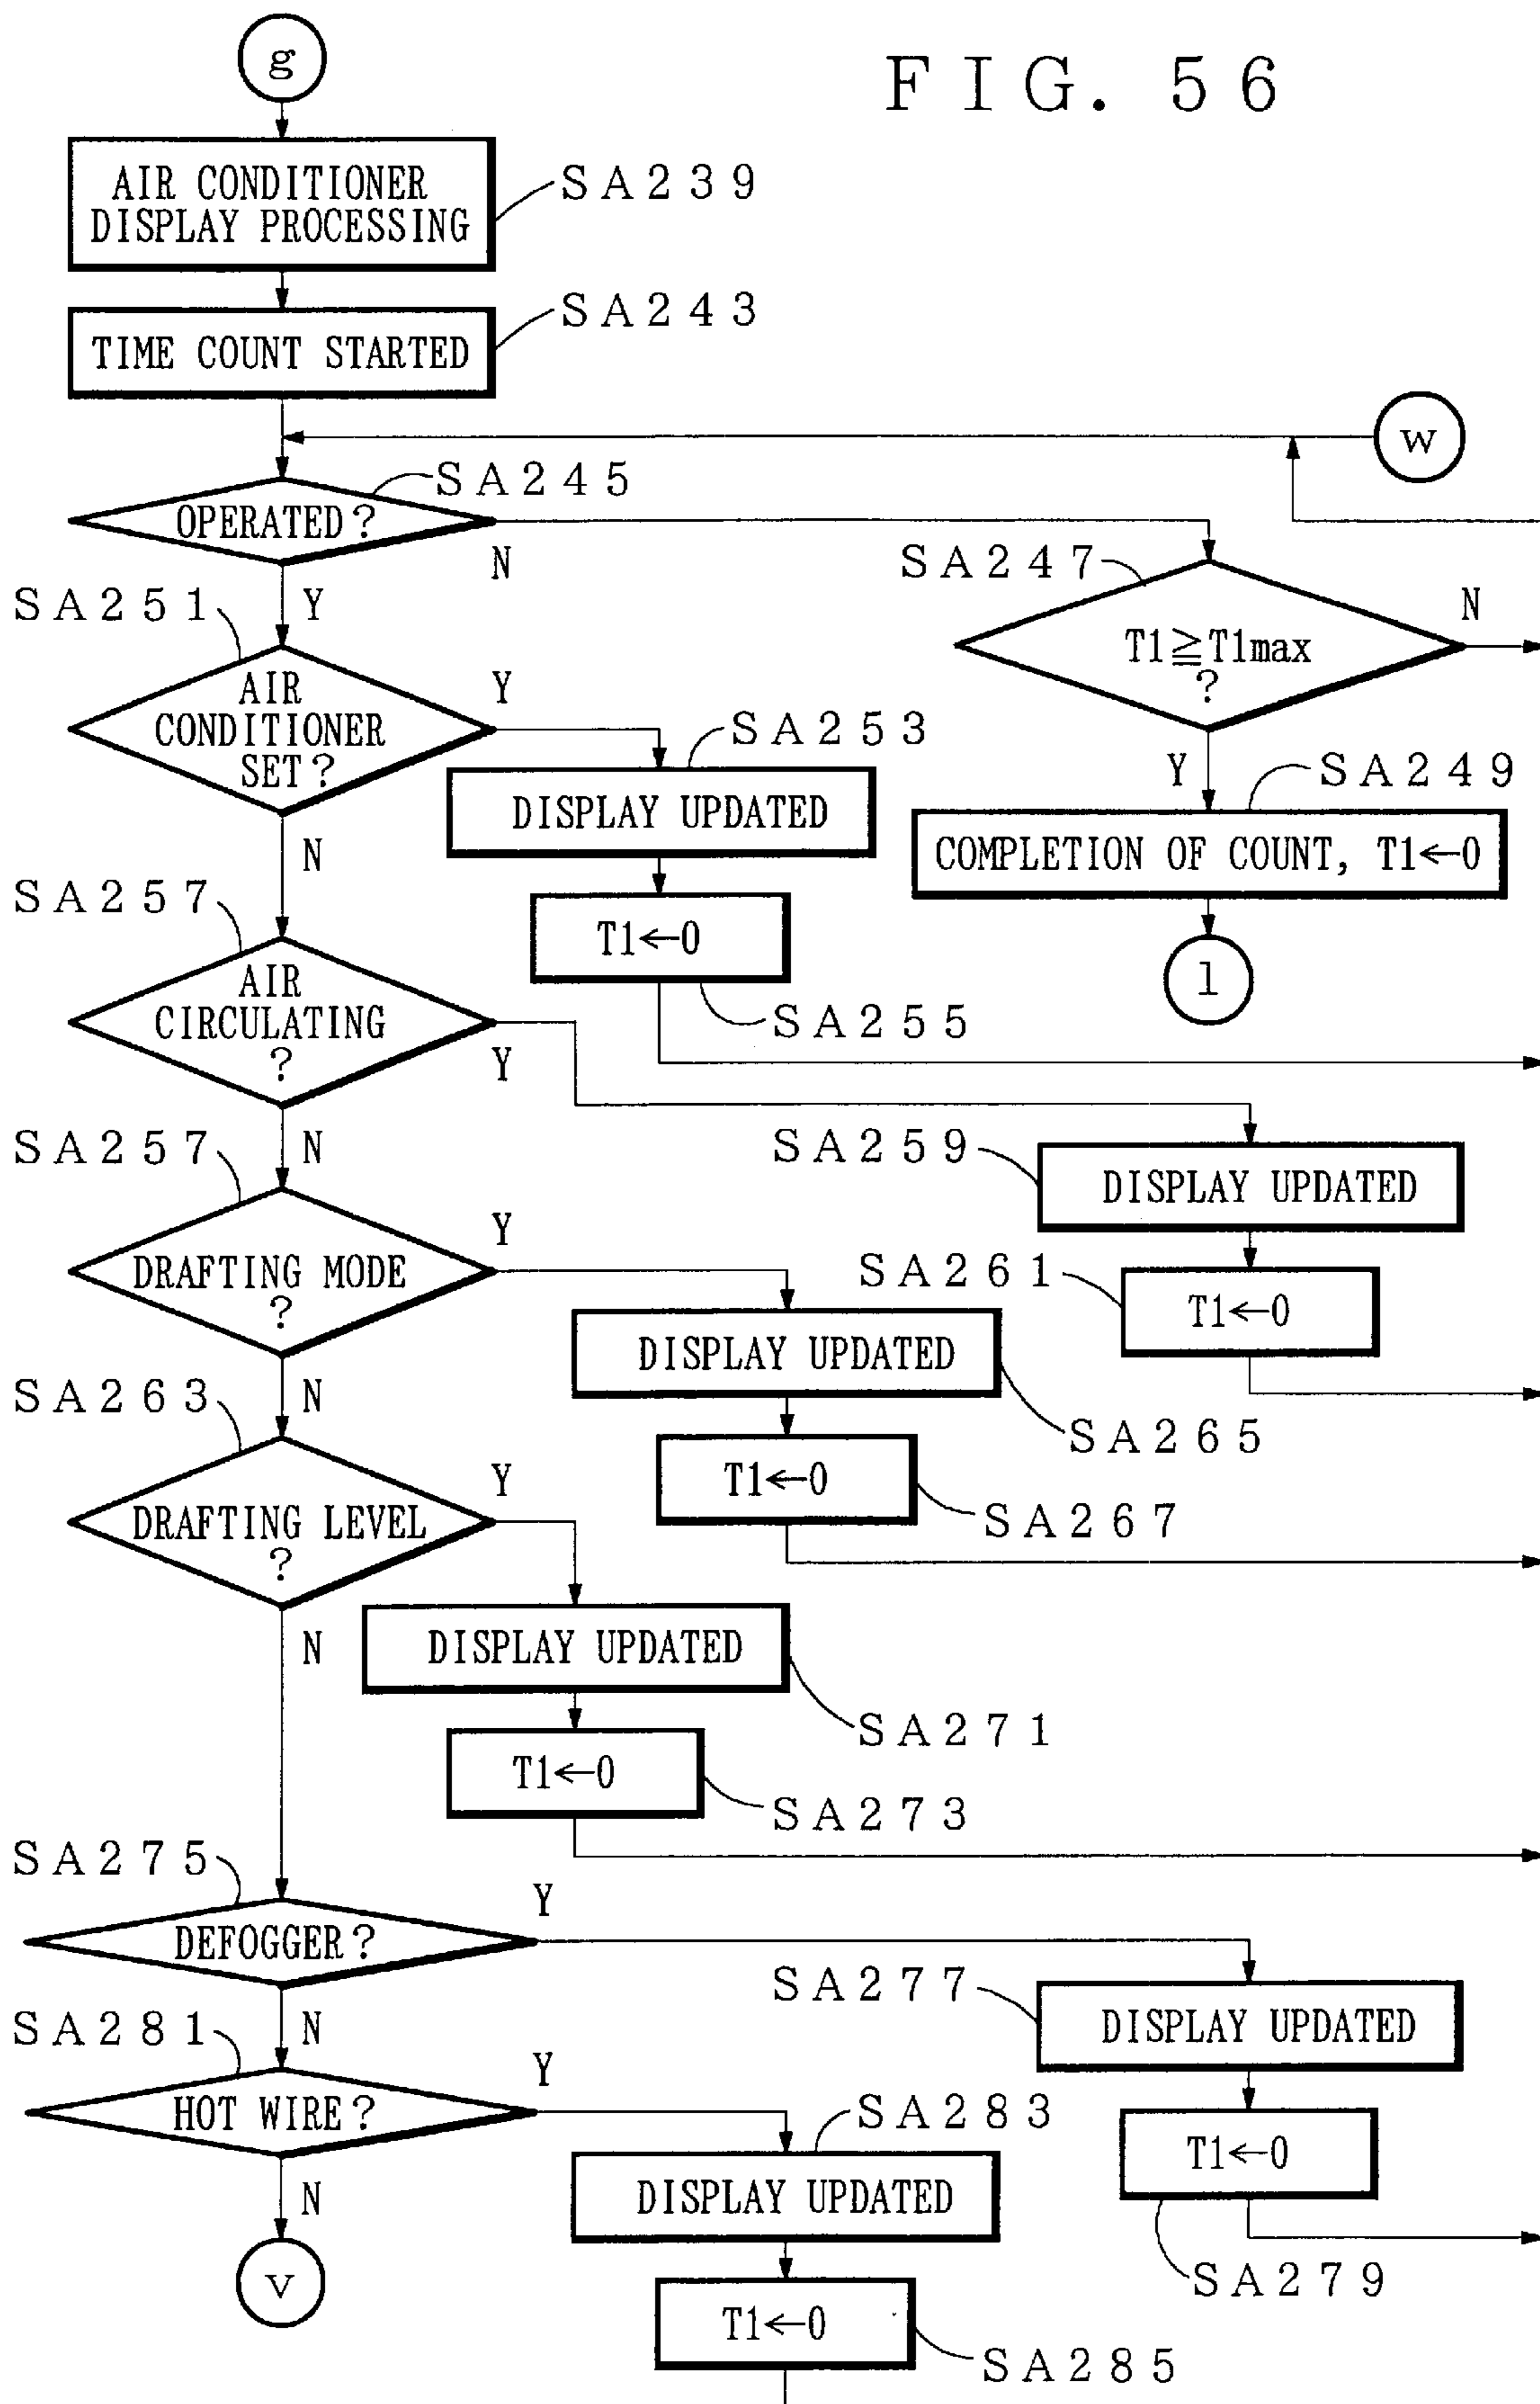 FIG. 56
g
AIR CONDITIONER
DISPLAY PROCESSING
SA239
TIME COUNT STARTED
SA243
w
OPERATED?
SA245
N
Y
SA247
T1≧T1max
?
N
Y
SA249
COMPLETION OF COUNT, T1←0
l
SA251
AIR
CONDITIONER
SET?
Y
N
SA253
DISPLAY UPDATED
T1←0
SA255
SA257
AIR
CIRCULATING
?
Y
N
SA259
DISPLAY UPDATED
SA261
T1←0
SA257
DRAFTING MODE
?
Y
N
DISPLAY UPDATED
SA265
T1←0
SA267
SA263
DRAFTING LEVEL
?
Y
N
DISPLAY UPDATED
SA271
T1←0
SA273
SA275
DEFOGGER?
Y
N
SA277
DISPLAY UPDATED
T1←0
SA279
SA281
HOT WIRE?
Y
N
SA283
DISPLAY UPDATED
T1←0
SA285
v